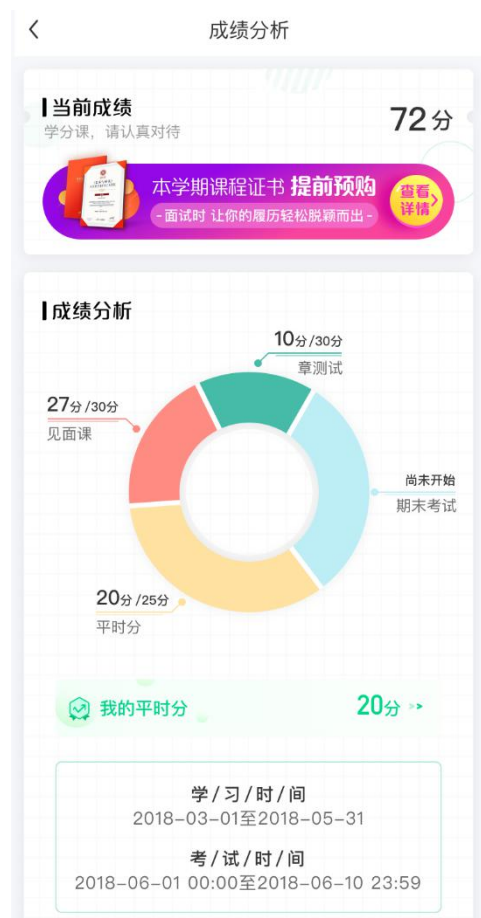 成绩分析
当前成绩
72分
学分课，请认真对待
本学期课程证书 提前预购
-面试时 让你的履历轻松脱颖而出-
查看
详情
成绩分析
10分/30分
章测试
27分/30分
见面课
尚未开始
期末考试
20分/25分
平时分
我的平时分
20分
学/习/时/间
2018-03-01至2018-05-31
考/试/时/间
2018-06-01 00:00至2018-06-10 23:59